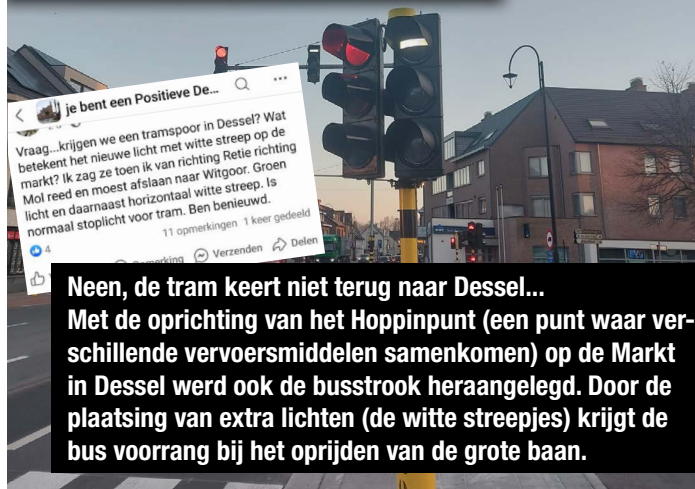 je bent een Positieve De...
Vraag...krijgen we een tramspoor in Dessel? Wat
betekent het nieuwe licht met witte streep op de
markt? Ik zag ze toen ik van richting Retie richting
Mol reed en moest afslaan naar Witgoor. Groen
licht en daarnaast horizontaal witte streep. Is
normaal stoplicht voor tram. Ben benieuwd.
4
11 opmerkingen 1 keer gedeeld
Verzenden
Delen
Neen, de tram keert niet terug naar Dessel...
Met de oprichting van het Hoppinpunt (een punt waar ver-
schillende vervoersmiddelen samenkomen) op de Markt
in Dessel werd ook de busstrook heraangelegd. Door de
plaatsing van extra lichten (de witte streepjes) krijgt de
bus voorrang bij het oprijden van de grote baan.